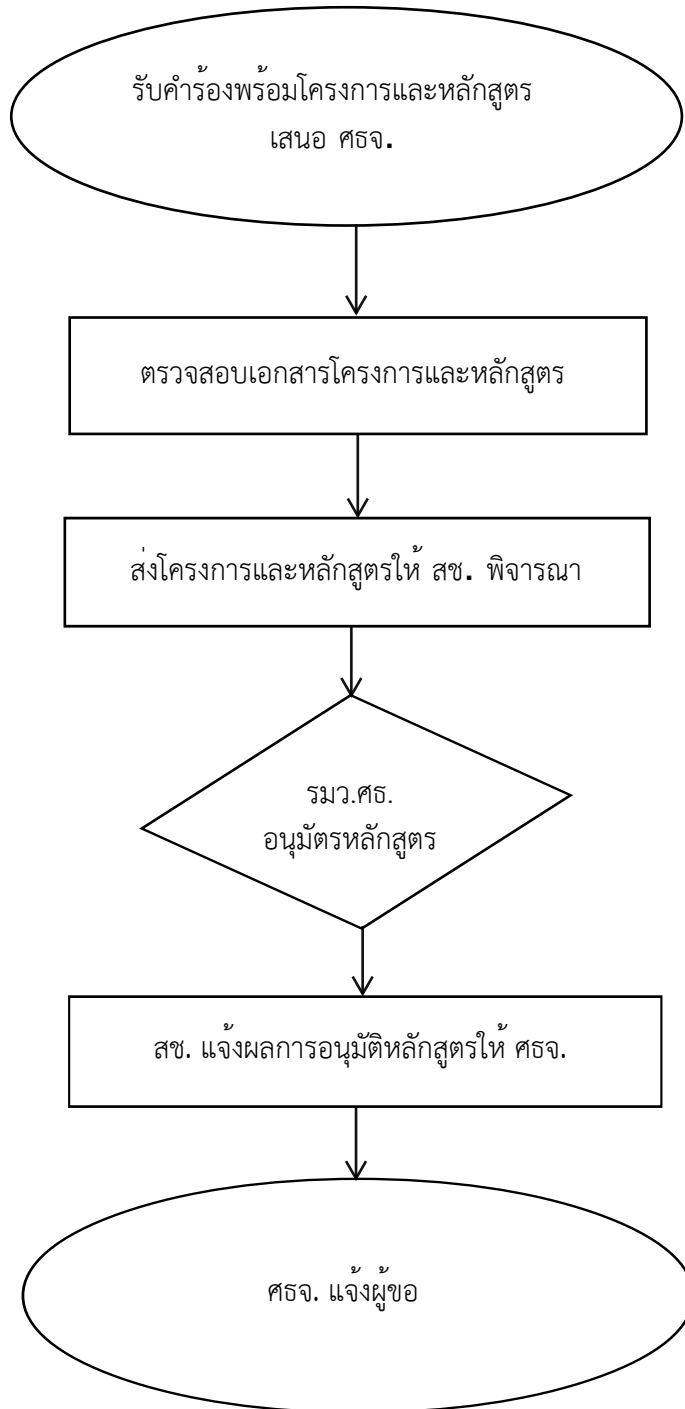 รับคำร้องพร้อมโครงการและหลักสูตร
เสนอ ศธจ.
ตรวจสอบเอกสารโครงการและหลักสูตร
ส่งโครงการและหลักสูตรให้ สช. พิจารณา
รมว.ศธ.
อนุมัตรหลักสูตร
สช. แจ้งผลการอนุมัติหลักสูตรให้ ศธจ.
ศธจ. แจ้งผู้ขอ